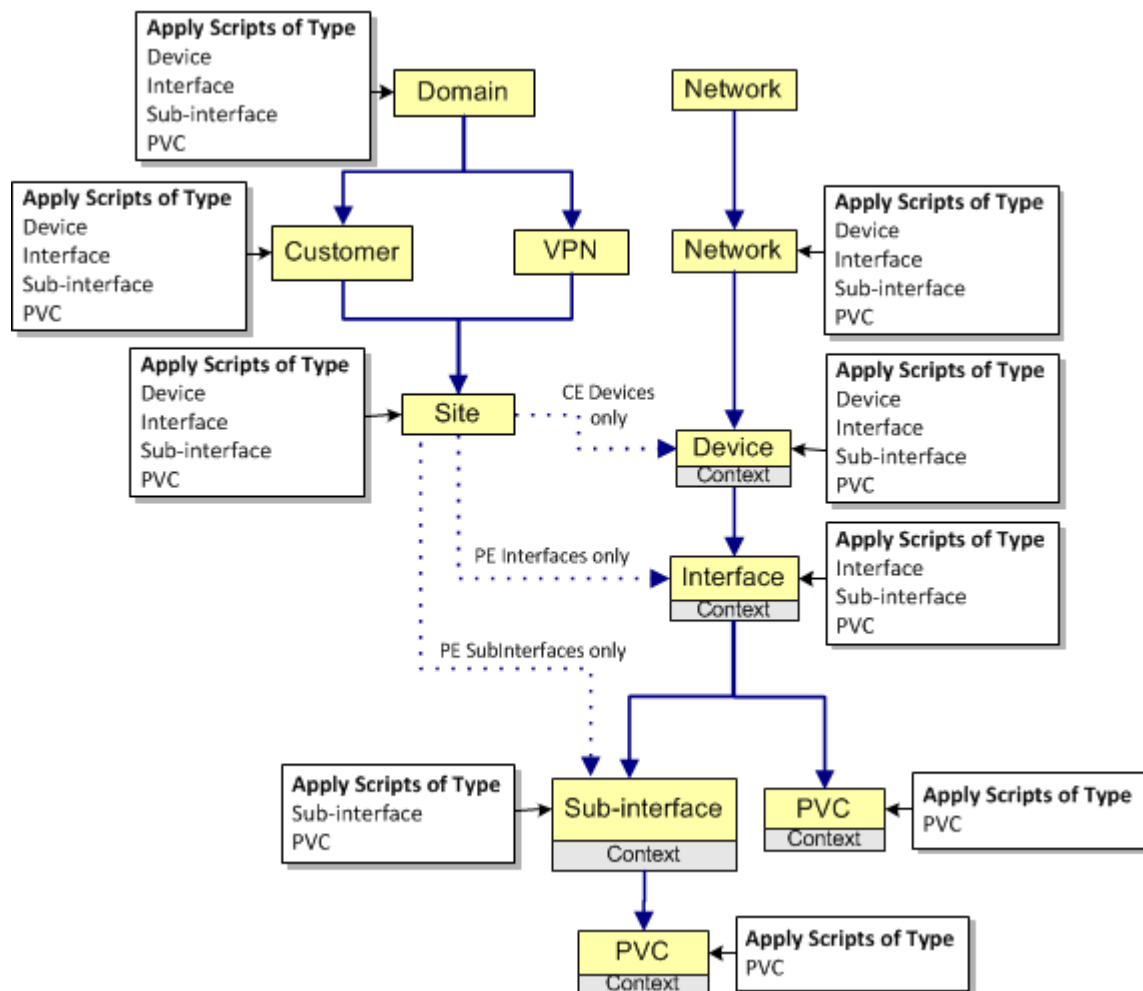 Apply Scripts of Type
Device
Interface
Sub-interface
PVC
Domain
Network
Apply Scripts of Type
Device
Interface
Sub-interface
PVC
Customer
VPN
Network
Apply Scripts of Type
Device
Interface
Sub-interface
PVC
Apply Scripts of Type
Device
Interface
Sub-interface
PVC
Site
CE Devices
only
Device
Context
Apply Scripts of Type
Device
Interface
Sub-interface
PVC
PE Interfaces only
Interface
Context
Apply Scripts of Type
Interface
Sub-interface
PVC
PE SubInterfaces only
Apply Scripts of Type
Sub-interface
PVC
Sub-interface
Context
PVC
Context
Apply Scripts of Type
PVC
PVC
Context
Apply Scripts of Type
PVC